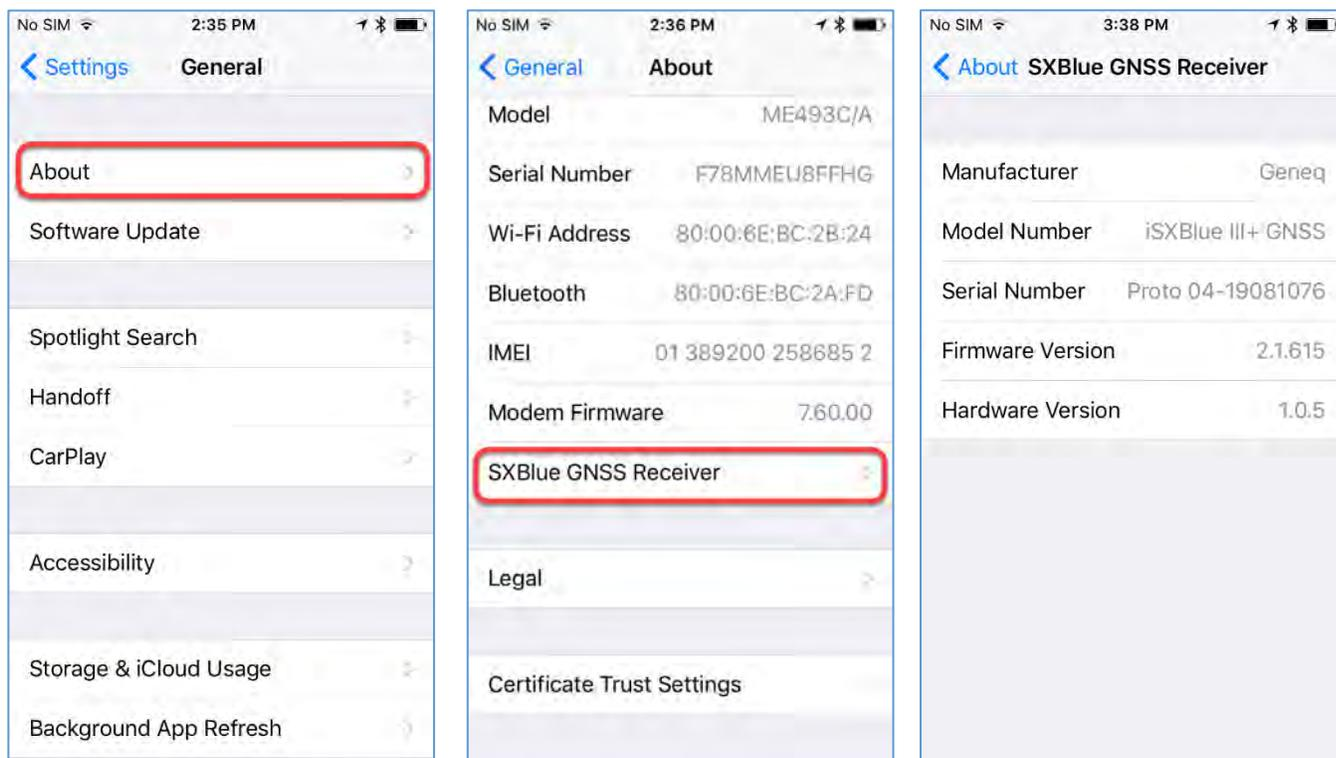 No SIM 2:35 PM
Settings General
About
Software Update
Spotlight Search
Handoff
CarPlay
Accessibility
Storage & iCloud Usage
Background App Refresh
No SIM 2:36 PM
General About
Model ME493C/A
Serial Number F78MMEU8FFHG
Wi-Fi Address 80:00:6E:BC:2B:24
Bluetooth 80:00:6E:BC:2A:FD
IMEI 01 389200 258685 2
Modem Firmware 7.60.00
SXBlue GNSS Receiver
Legal
Certificate Trust Settings
No SIM 3:38 PM
About SXBlue GNSS Receiver
Manufacturer Geneq
Model Number iSXBlue III+ GNSS
Serial Number Proto 04-19081076
Firmware Version 2.1.615
Hardware Version 1.0.5